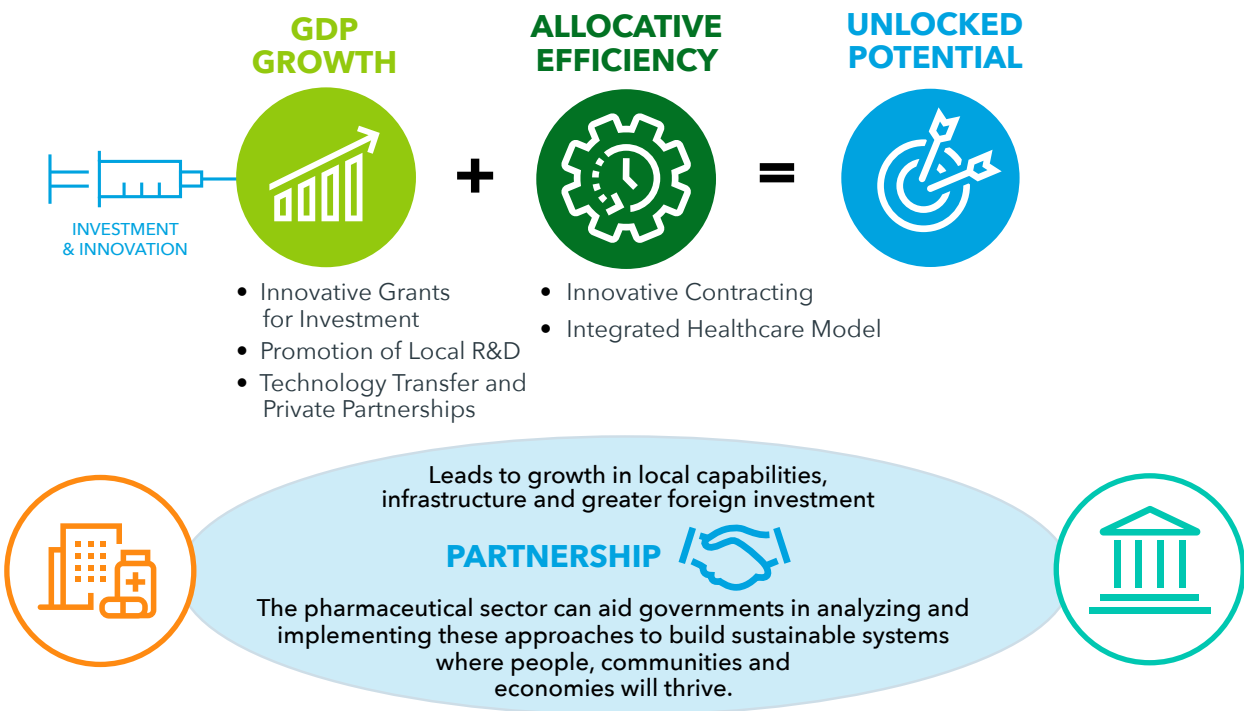 GDP
GROWTH
ALLOCATIVE
EFFICIENCY
UNLOCKED
POTENTIAL
+
=
INVESTMENT
& INNOVATION
• Innovative Grants
for Investment
• Promotion of Local R&D
• Technology Transfer and
Private Partnerships
• Innovative Contracting
• Integrated Healthcare Model
Leads to growth in local capabilities,
infrastructure and greater foreign investment
PARTNERSHIP
The pharmaceutical sector can aid governments in analyzing and
implementing these approaches to build sustainable systems
where people, communities and
economies will thrive.